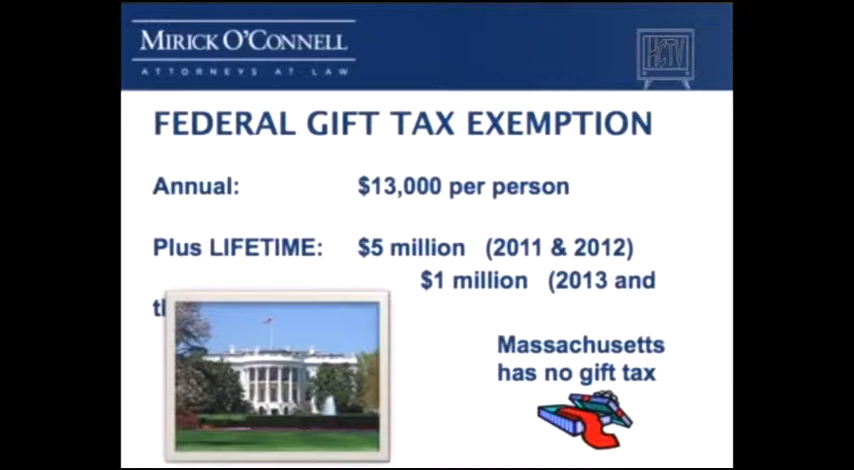 MIRICK O'CONNELL
ATTORNEYS AT LAW
HCTV
FEDERAL GIFT TAX EXEMPTION
Annual: $13,000 per person
Plus LIFETIME: $5 million (2011 & 2012)
$1 million (2013 and
Massachusetts
has no gift tax